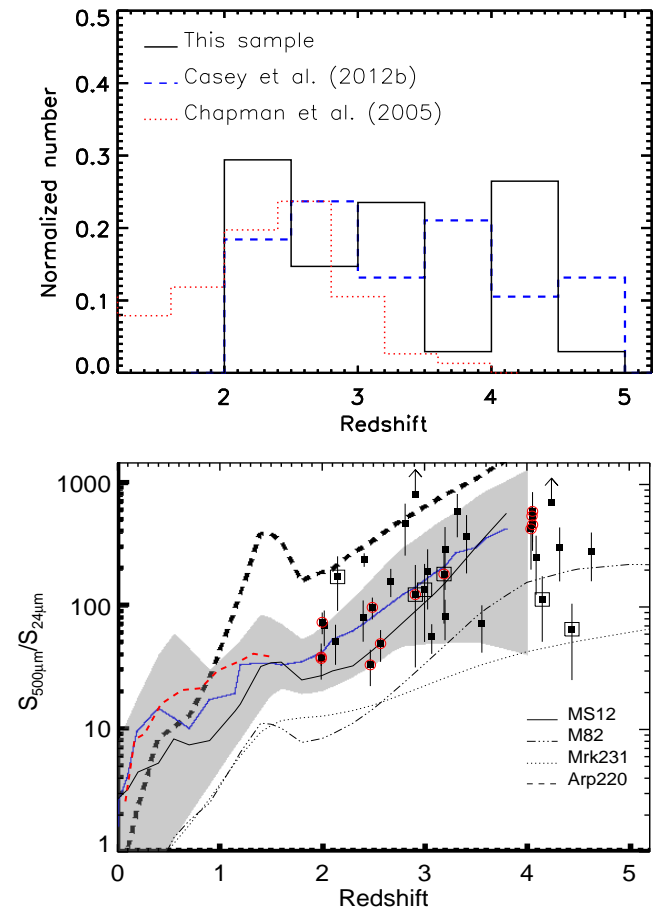 0.5
This sample
Casey et al. (2012b)
Chapman et al. (2005)
0.4
0.3
0.2
0.1
0.0
Normalized number
2 3 4 5
Redshift
1000
100
10
1
S500μm/S24μm
MS12
M82
Mrk231
Arp220
0 1 2 3 4 5
Redshift